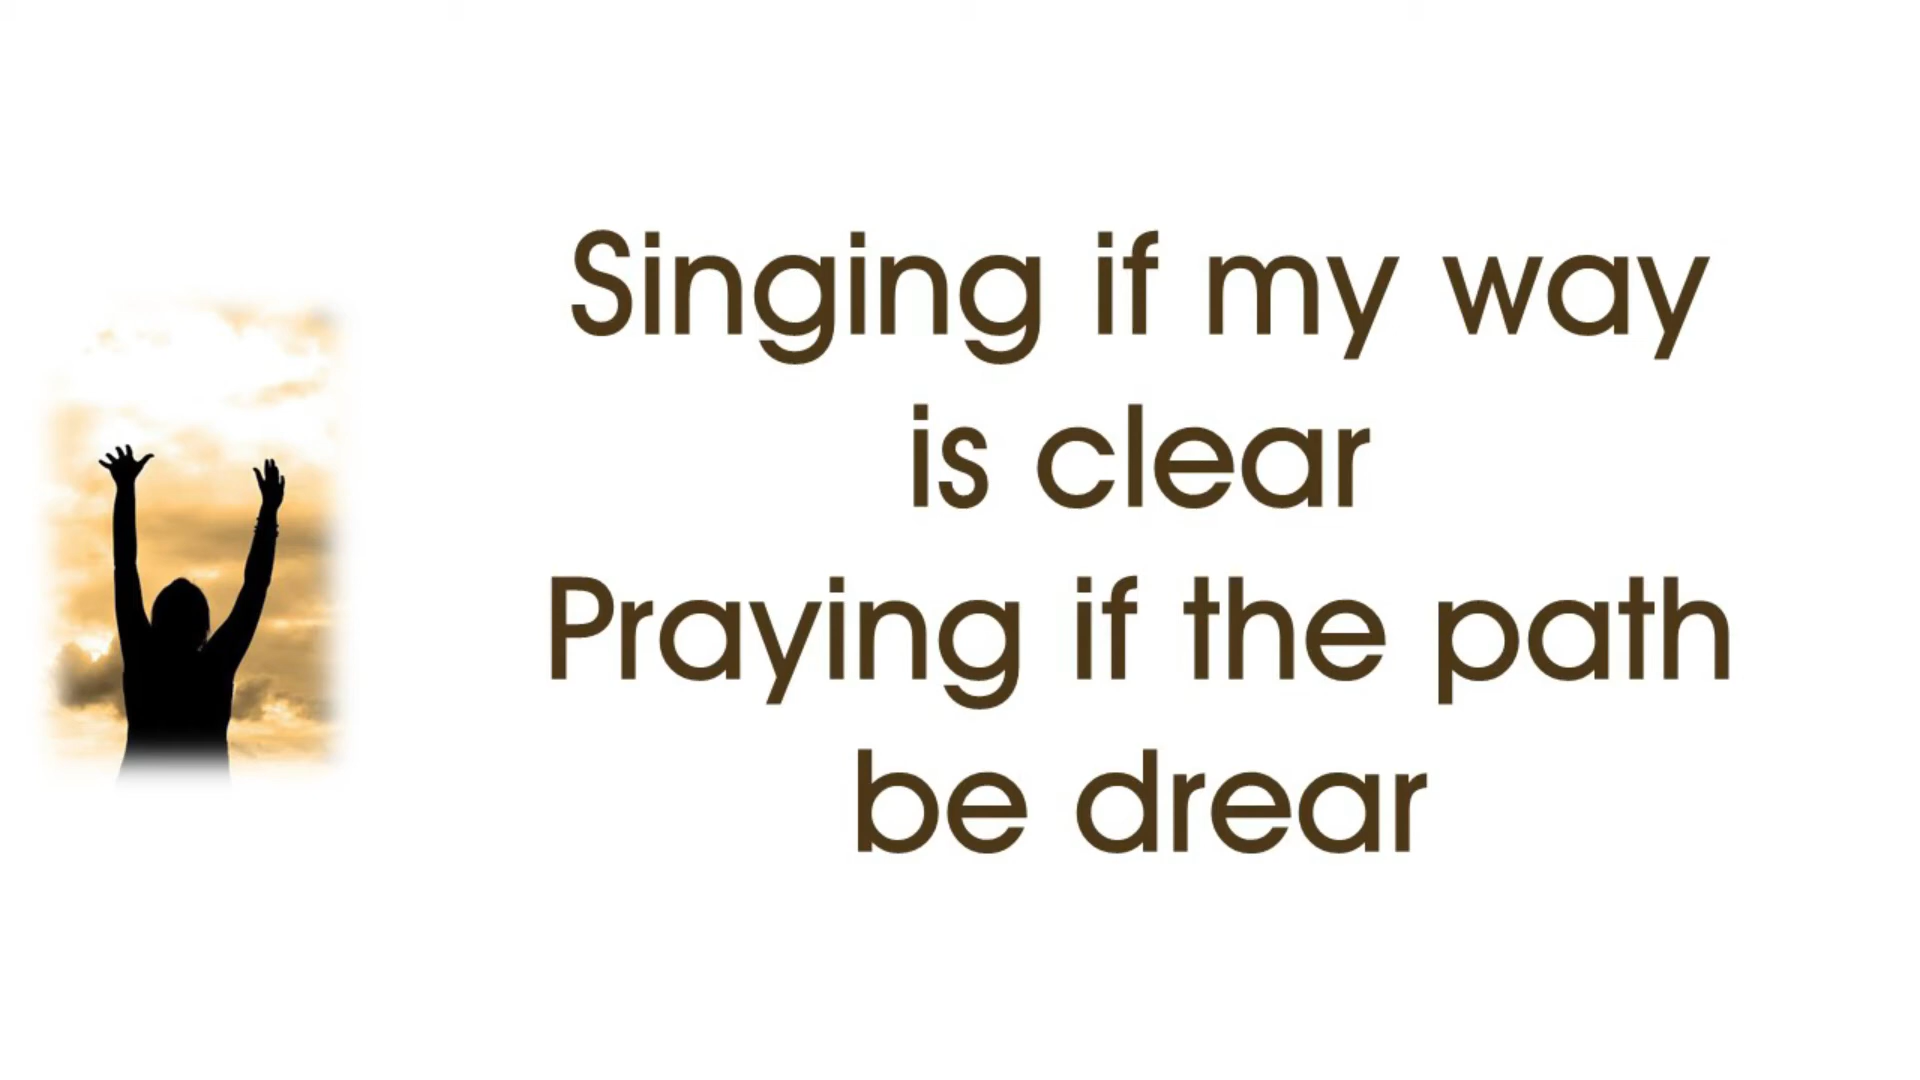 Singing if my way
is clear
Praying if the path
be drear